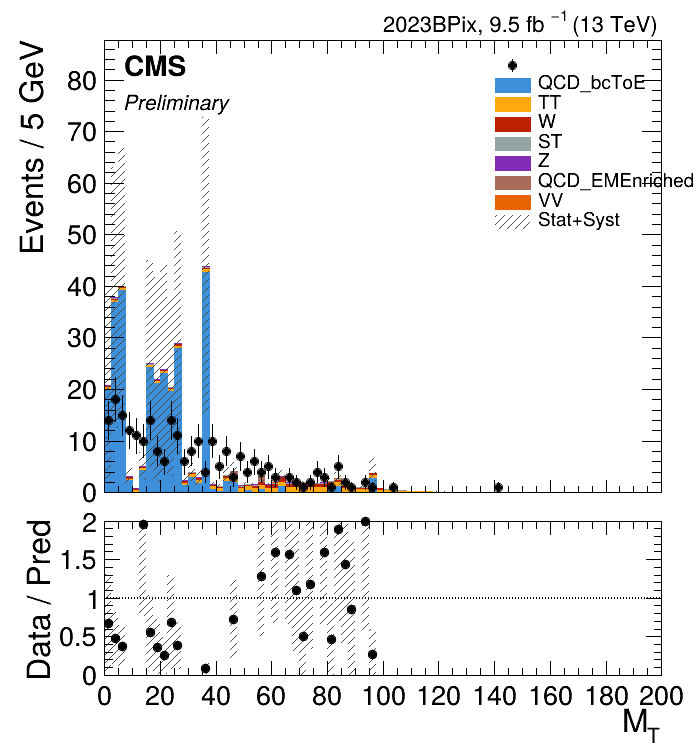 2023BPix, 9.5 fb⁻¹ (13 TeV)
CMS
Preliminary
QCD_bcToE
TT
W
ST
Z
QCD_EMEnriched
VV
Stat+Syst
Events / 5 GeV
80
70
60
50
40
30
20
10
0
Data / Pred
2
1.5
1
0.5
0
0 20 40 60 80 100 120 140 160 180 200
M_T